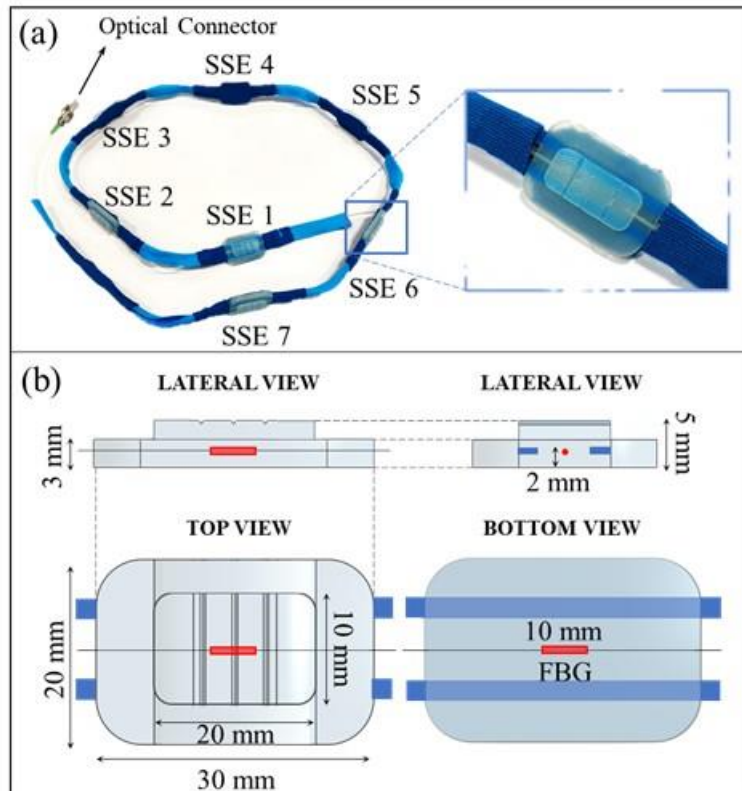 (a)
Optical Connector
SSE 4
SSE 5
SSE 3
SSE 2
SSE 1
SSE 6
SSE 7
(b)
LATERAL VIEW
LATERAL VIEW
3 mm
5 mm
2 mm
TOP VIEW
BOTTOM VIEW
20 mm
10 mm
10 mm
FBG
20 mm
30 mm